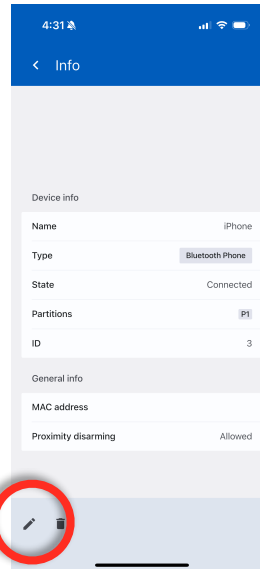 4:31
Info
Device info
Name iPhone
Type Bluetooth Phone
State Connected
Partitions P1
ID 3
General info
MAC address
Proximity disarming Allowed